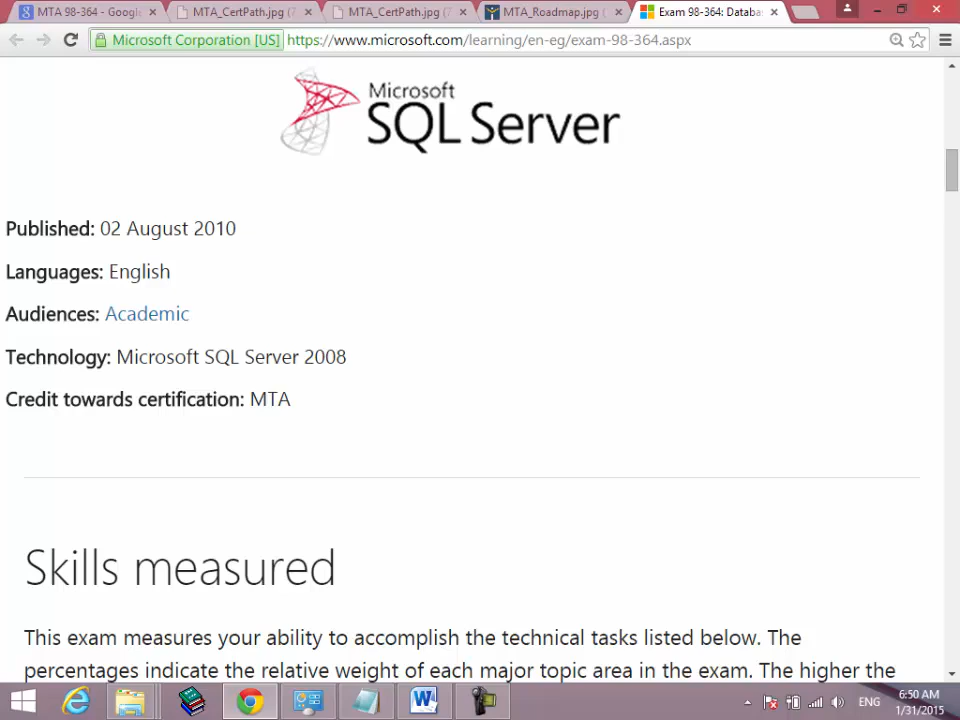 MTA 98-364 - Googl
MTA_CertPath.jpg (7
MTA_CertPath.jpg (7
MTA_Roadmap.jpg (
Exam 98-364: Databa
Microsoft Corporation [US] https://www.microsoft.com/learning/en-eg/exam-98-364.aspx
Microsoft
SQL Server
Published: 02 August 2010
Languages: English
Audiences: Academic
Technology: Microsoft SQL Server 2008
Credit towards certification: MTA
Skills measured
This exam measures your ability to accomplish the technical tasks listed below. The
percentages indicate the relative weight of each major topic area in the exam. The higher the
ENG
6:50 AM
1/31/2015